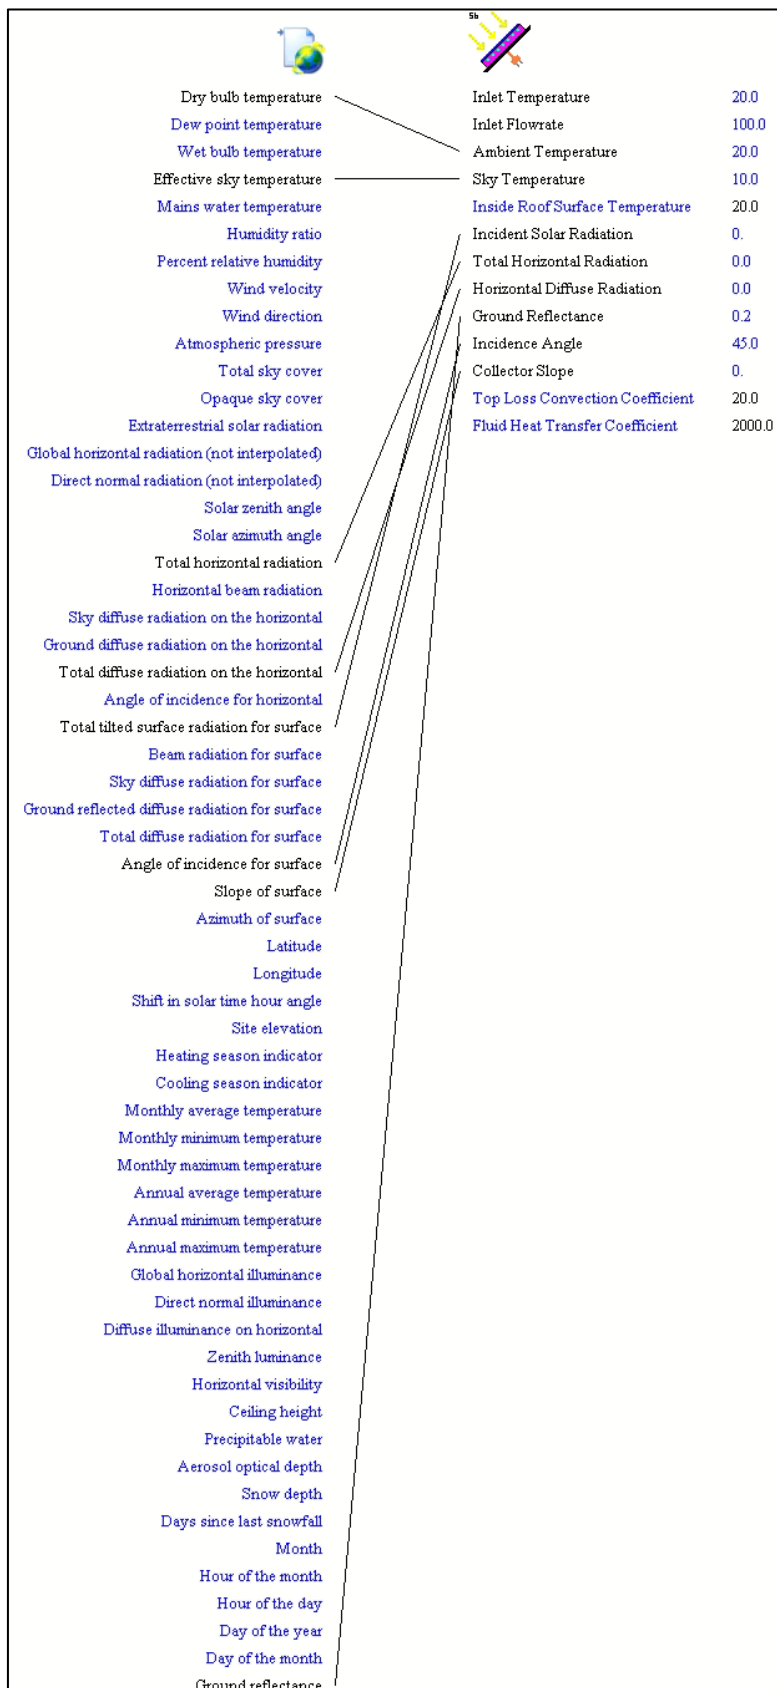 5b
Dry bulb temperature
Dew point temperature
Wet bulb temperature
Effective sky temperature
Mains water temperature
Humidity ratio
Percent relative humidity
Wind velocity
Wind direction
Atmospheric pressure
Total sky cover
Opaque sky cover
Extraterrestrial solar radiation
Global horizontal radiation (not interpolated)
Direct normal radiation (not interpolated)
Solar zenith angle
Solar azimuth angle
Total horizontal radiation
Horizontal beam radiation
Sky diffuse radiation on the horizontal
Ground diffuse radiation on the horizontal
Total diffuse radiation on the horizontal
Angle of incidence for horizontal
Total tilted surface radiation for surface
Beam radiation for surface
Sky diffuse radiation for surface
Ground reflected diffuse radiation for surface
Total diffuse radiation for surface
Angle of incidence for surface
Slope of surface
Azimuth of surface
Latitude
Longitude
Shift in solar time hour angle
Site elevation
Heating season indicator
Cooling season indicator
Monthly average temperature
Monthly minimum temperature
Monthly maximum temperature
Annual average temperature
Annual minimum temperature
Annual maximum temperature
Global horizontal illuminance
Direct normal illuminance
Diffuse illuminance on horizontal
Zenith luminance
Horizontal visibility
Ceiling height
Precipitable water
Aerosol optical depth
Snow depth
Days since last snowfall
Month
Hour of the month
Hour of the day
Day of the year
Day of the month
Ground reflectance
Inlet Temperature 20.0
Inlet Flowrate 100.0
Ambient Temperature 20.0
Sky Temperature 10.0
Inside Roof Surface Temperature 20.0
Incident Solar Radiation 0.
Total Horizontal Radiation 0.0
Horizontal Diffuse Radiation 0.0
Ground Reflectance 0.2
Incidence Angle 45.0
Collector Slope 0.
Top Loss Convection Coefficient 20.0
Fluid Heat Transfer Coefficient 2000.0